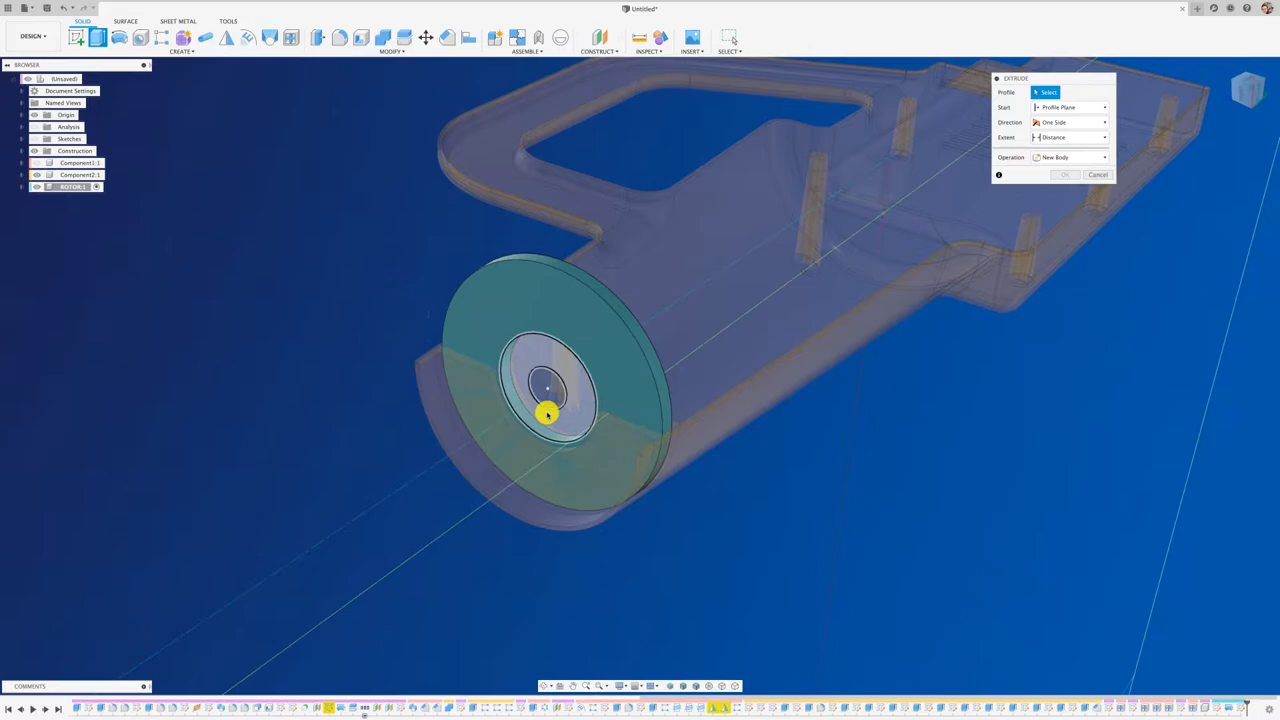 Untitled*
DESIGN
SOLID
SURFACE
SHEET METAL
TOOLS
CREATE
MODIFY
ASSEMBLE
CONSTRUCT
INSPECT
INSERT
SELECT
BROWSER
(Unsaved)
Document Settings
Named Views
Origin
Analysis
Sketches
Construction
Component1:1
Component2:1
ROTOR:1
EXTRUDE
Profile Select
Start Profile Plane
Direction One Side
Extent Distance
Operation New Body
OK Cancel
COMMENTS